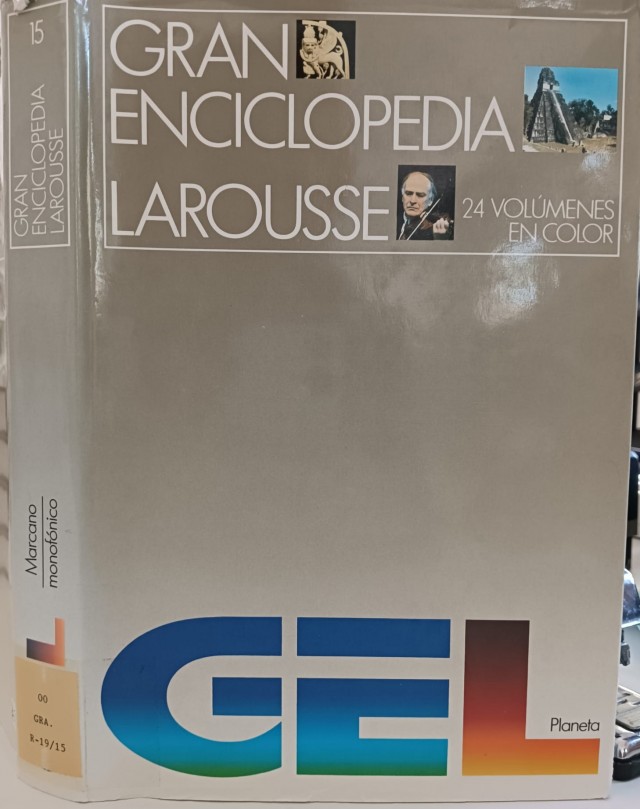 15
GRAN
ENCICLOPEDIA
LAROUSSE
Marcano
monofónico
L
00
GRA.
R-19/15
GRAN
ENCICLOPEDIA
LAROUSSE
24 VOLÚMENES
EN COLOR
GEL
Planeta